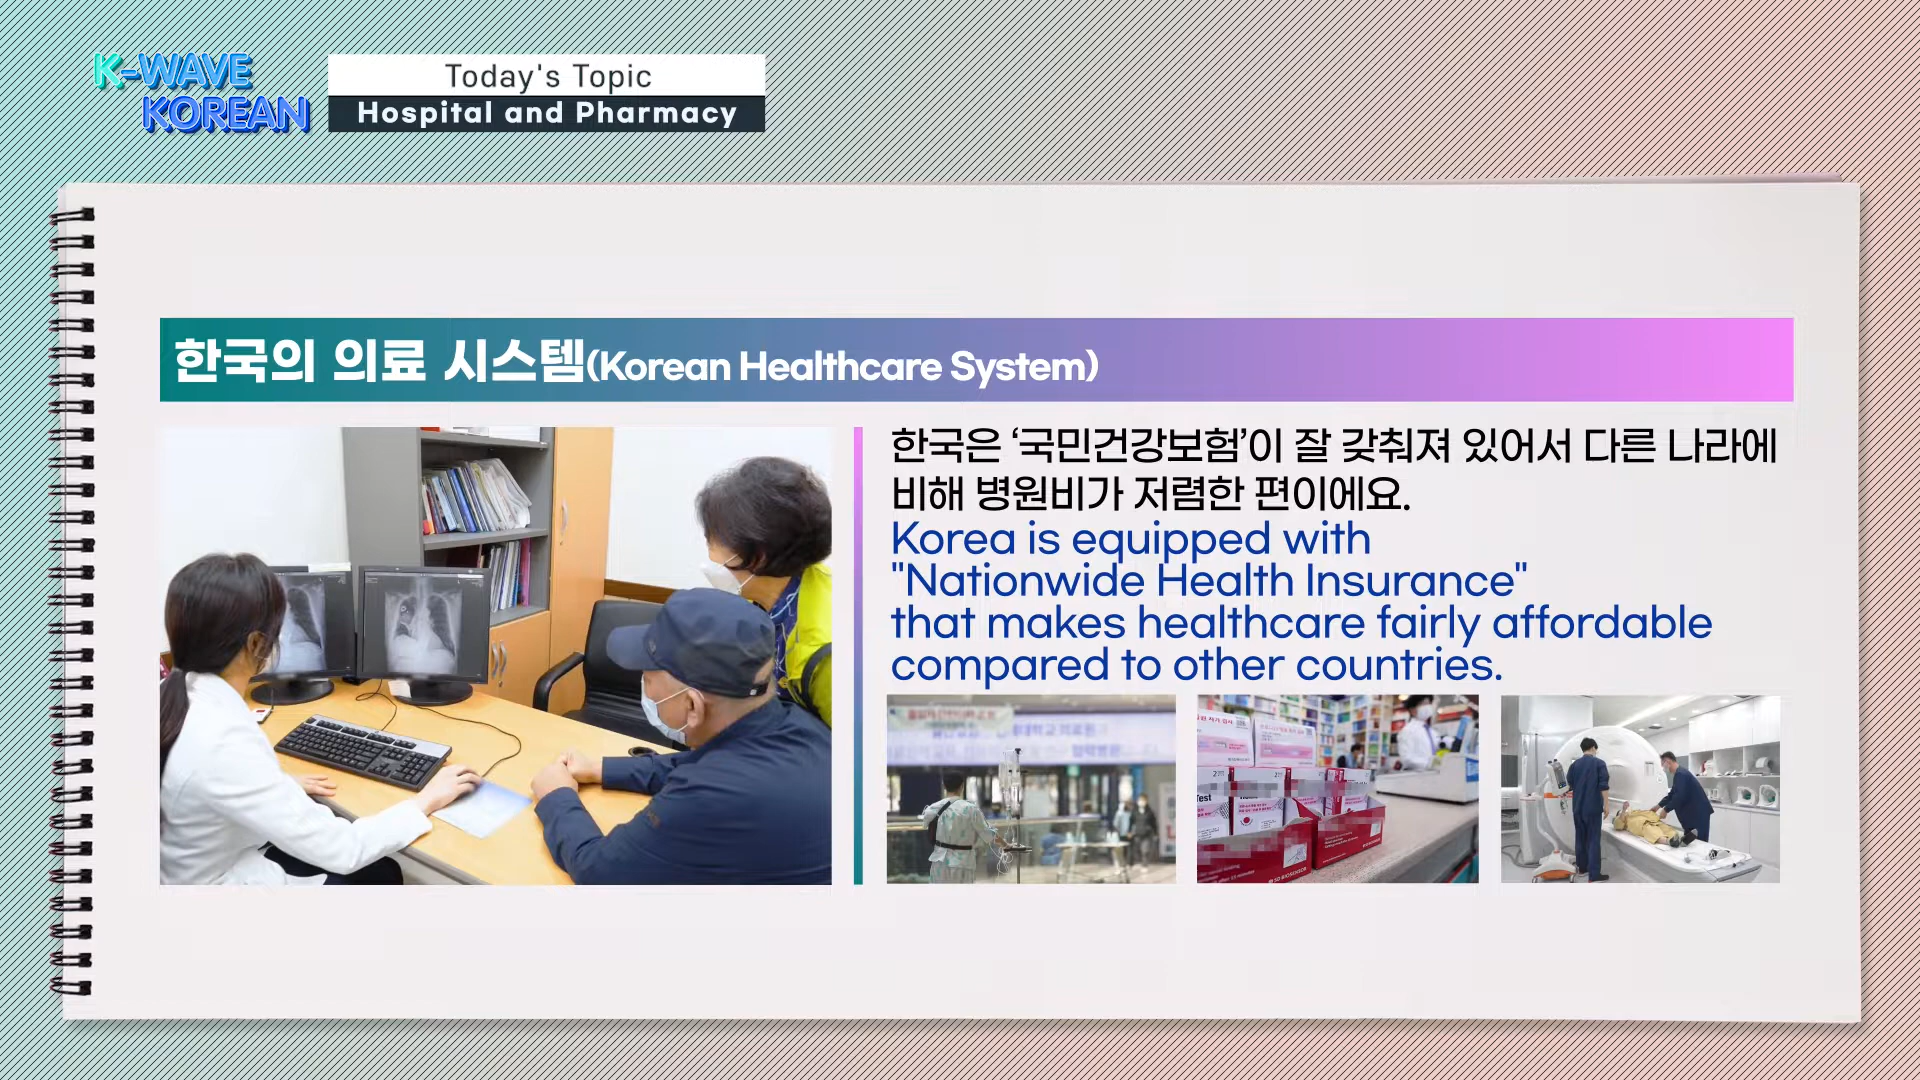 K-WAVE
KOREAN
Today's Topic
Hospital and Pharmacy
한국의 의료 시스템(Korean Healthcare System)
한국은 ‘국민건강보험’이 잘 갖춰져 있어서 다른 나라에
비해 병원비가 저렴한 편이에요.
Korea is equipped with
"Nationwide Health Insurance"
that makes healthcare fairly affordable
compared to other countries.
Test